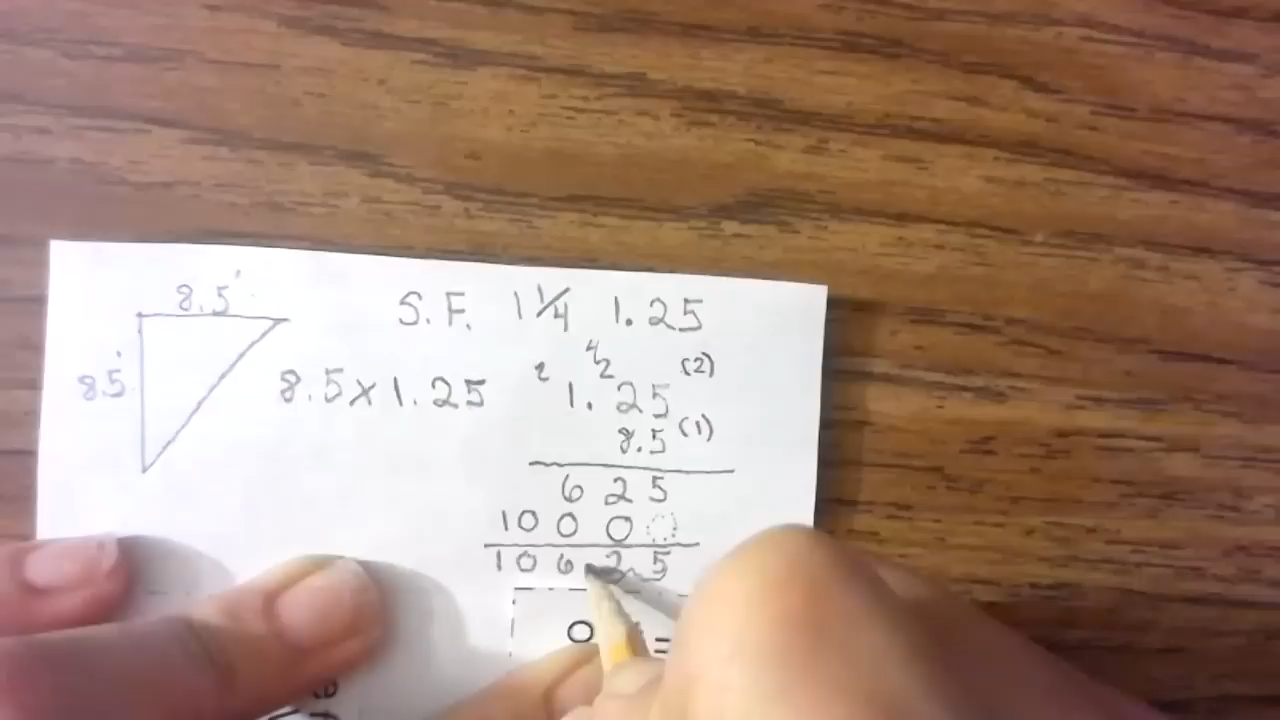 8.5'
S.F. 1 1/4 1.25
8.5'
8.5 x 1.25
2 4/2 (2)
1.25
8.5 (1)
625
10000
10625
O =